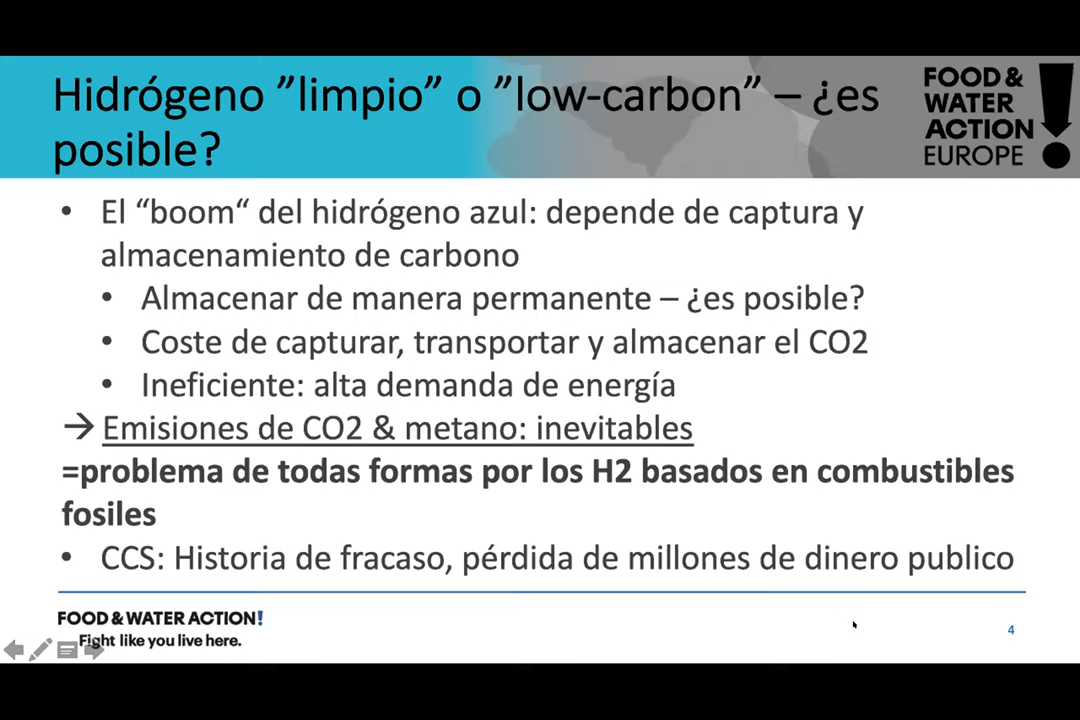 Hidrógeno ”limpio” o ”low-carbon” – ¿es
posible?
FOOD &
WATER
ACTION
EUROPE
• El “boom“ del hidrógeno azul: depende de captura y
almacenamiento de carbono
• Almacenar de manera permanente – ¿es posible?
• Coste de capturar, transportar y almacenar el CO2
• Ineficiente: alta demanda de energía
→ Emisiones de CO2 & metano: inevitables
=problema de todas formas por los H2 basados en combustibles
fosiles
• CCS: Historia de fracaso, pérdida de millones de dinero publico
FOOD & WATER ACTION!
Fight like you live here.
4